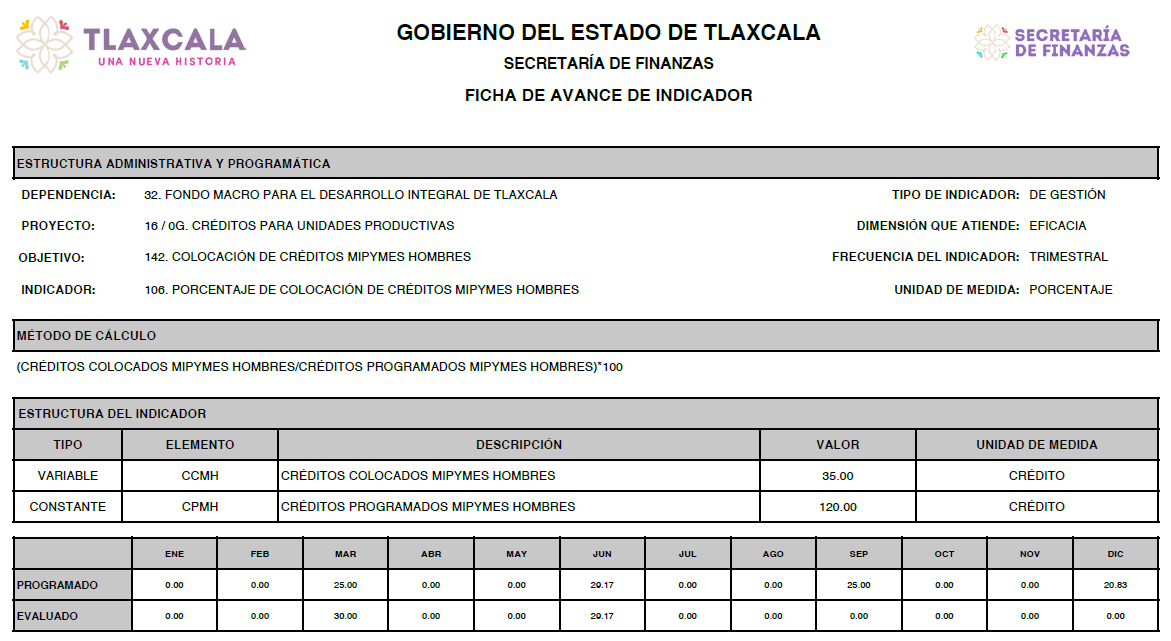 TLAXCALA
UNA NUEVA HISTORIA
GOBIERNO DEL ESTADO DE TLAXCALA
SECRETARÍA DE FINANZAS
FICHA DE AVANCE DE INDICADOR
SECRETARÍA
DE FINANZAS
ESTRUCTURA ADMINISTRATIVA Y PROGRAMÁTICA
DEPENDENCIA: 32. FONDO MACRO PARA EL DESARROLLO INTEGRAL DE TLAXCALA TIPO DE INDICADOR: DE GESTIÓN
PROYECTO: 16 / 0G. CRÉDITOS PARA UNIDADES PRODUCTIVAS DIMENSIÓN QUE ATIENDE: EFICACIA
OBJETIVO: 142. COLOCACIÓN DE CRÉDITOS MIPYMES HOMBRES FRECUENCIA DEL INDICADOR: TRIMESTRAL
INDICADOR: 106. PORCENTAJE DE COLOCACIÓN DE CRÉDITOS MIPYMES HOMBRES UNIDAD DE MEDIDA: PORCENTAJE
MÉTODO DE CÁLCULO
(CRÉDITOS COLOCADOS MIPYMES HOMBRES/CRÉDITOS PROGRAMADOS MIPYMES HOMBRES)*100
ESTRUCTURA DEL INDICADOR
TIPO ELEMENTO DESCRIPCIÓN VALOR UNIDAD DE MEDIDA
VARIABLE CCMH CRÉDITOS COLOCADOS MIPYMES HOMBRES 35.00 CRÉDITO
CONSTANTE CPMH CRÉDITOS PROGRAMADOS MIPYMES HOMBRES 120.00 CRÉDITO
ENE FEB MAR ABR MAY JUN JUL AGO SEP OCT NOV DIC
PROGRAMADO 0.00 0.00 25.00 0.00 0.00 29.17 0.00 0.00 25.00 0.00 0.00 20.83
EVALUADO 0.00 0.00 30.00 0.00 0.00 29.17 0.00 0.00 0.00 0.00 0.00 0.00